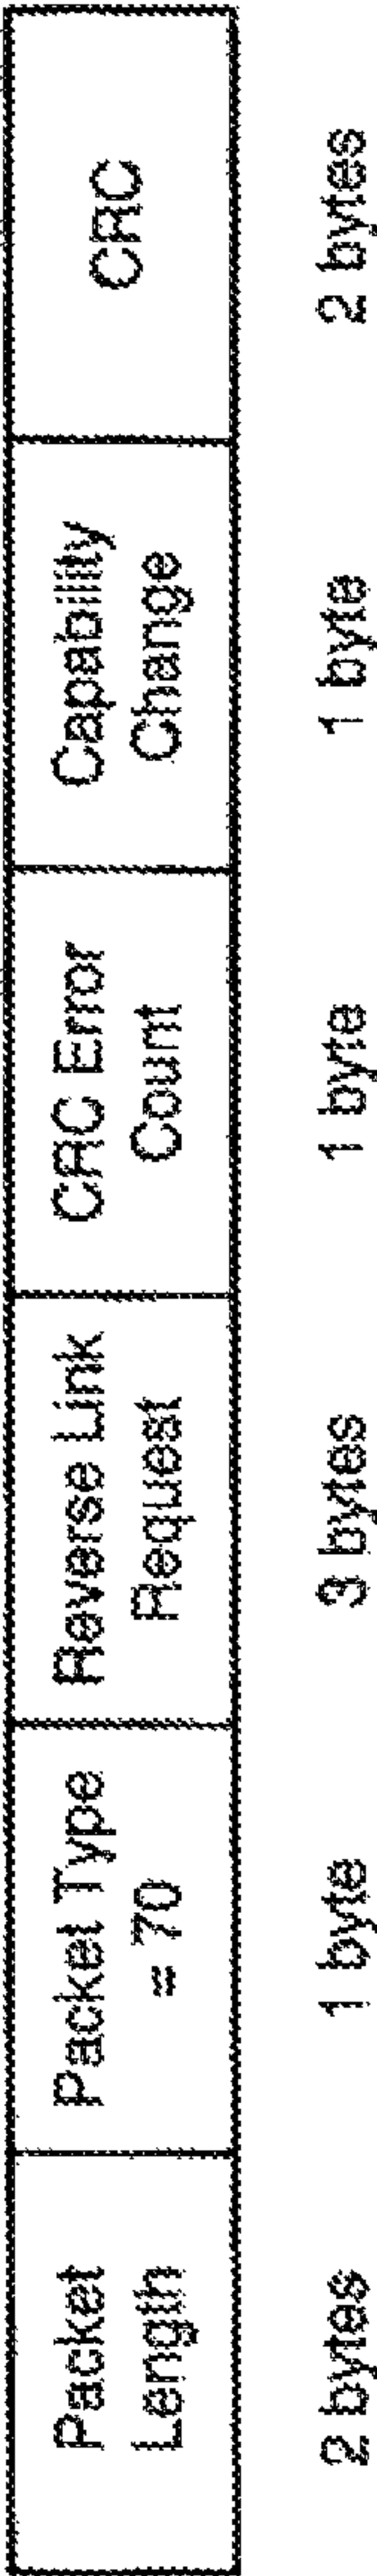 Packet
Length
Packet Type
= 70
Reverse Link
Request
CRC Error
Count
Capability
Change
CRC
2 bytes
1 byte
3 bytes
1 byte
1 byte
2 bytes